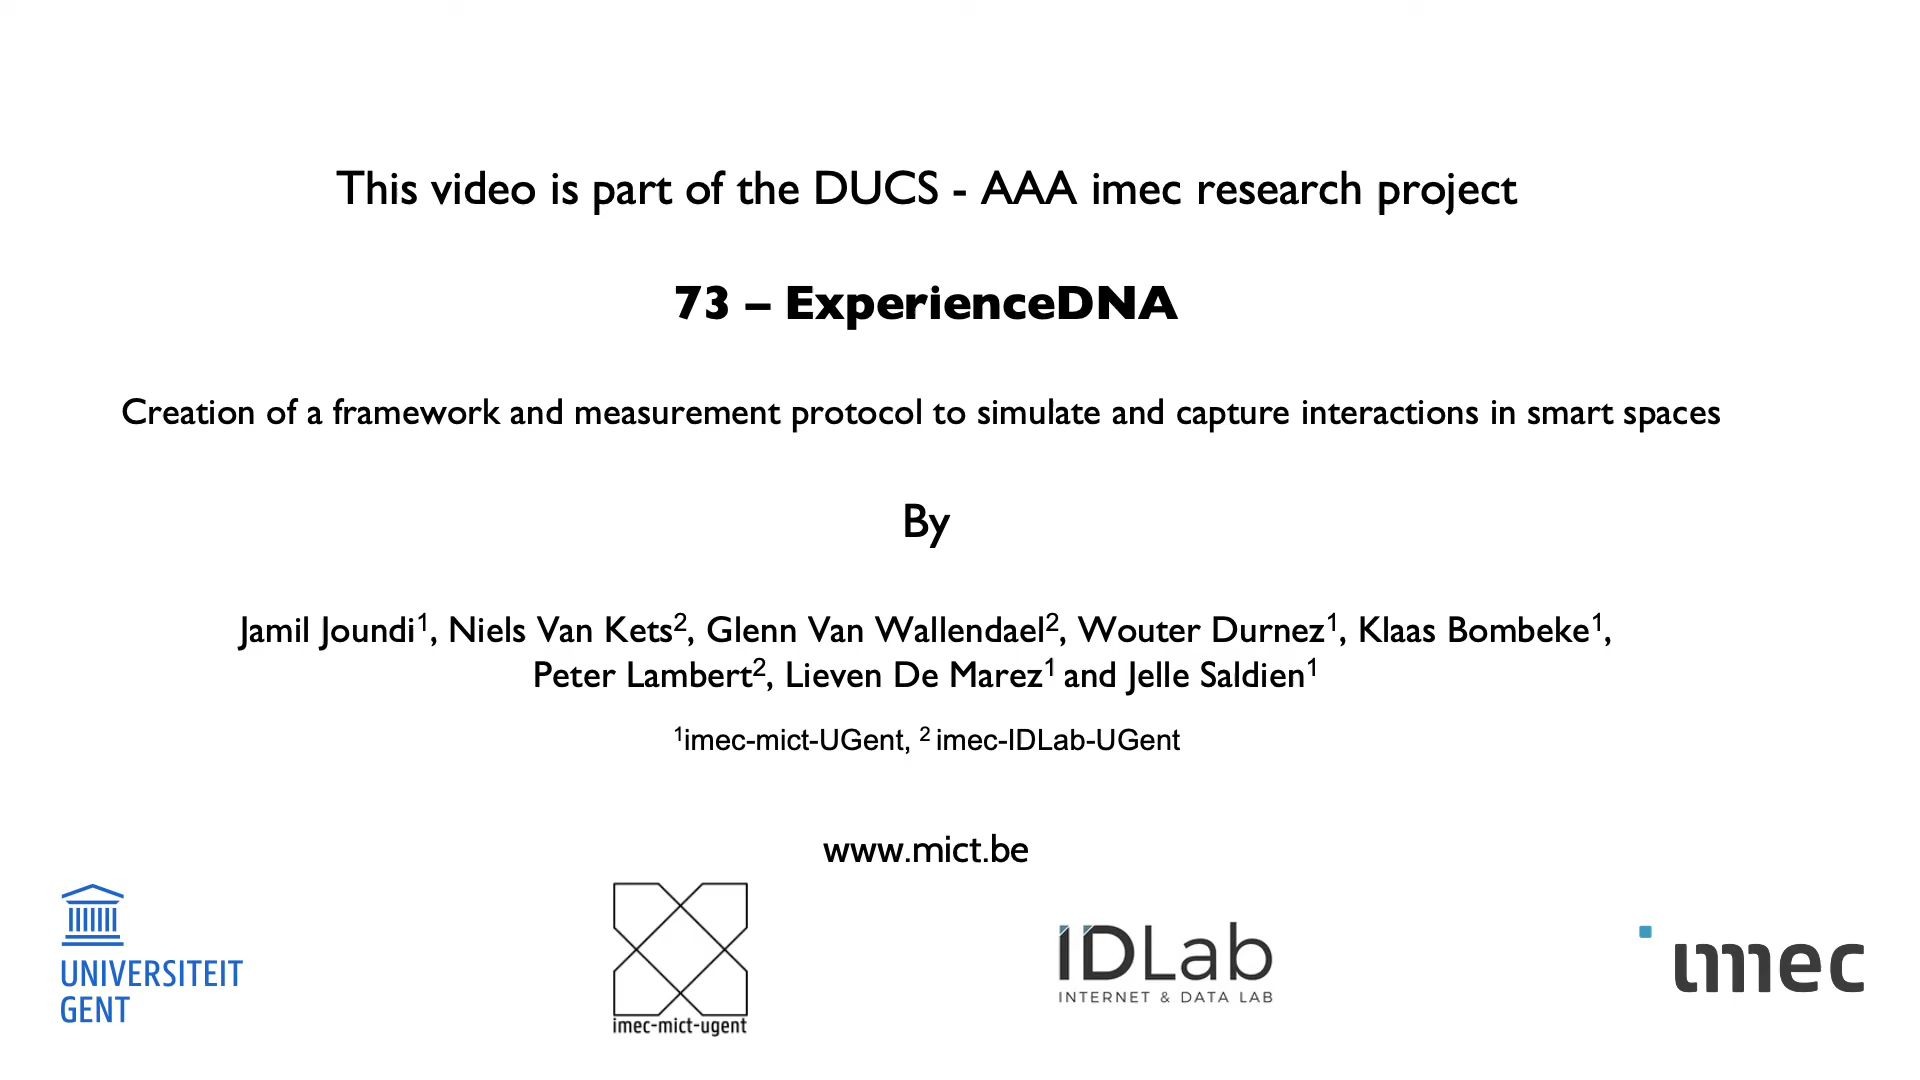 This video is part of the DUCS - AAA imec research project
73 – ExperienceDNA
Creation of a framework and measurement protocol to simulate and capture interactions in smart spaces
By
Jamil Joundi¹, Niels Van Kets², Glenn Van Wallendael², Wouter Durnez¹, Klaas Bombeke¹,
Peter Lambert², Lieven De Marez¹ and Jelle Saldien¹
¹imec-mict-UGent, ² imec-IDLab-UGent
www.mict.be
UNIVERSITEIT
GENT
imec-mict-ugent
IDLab
INTERNET & DATA LAB
imec